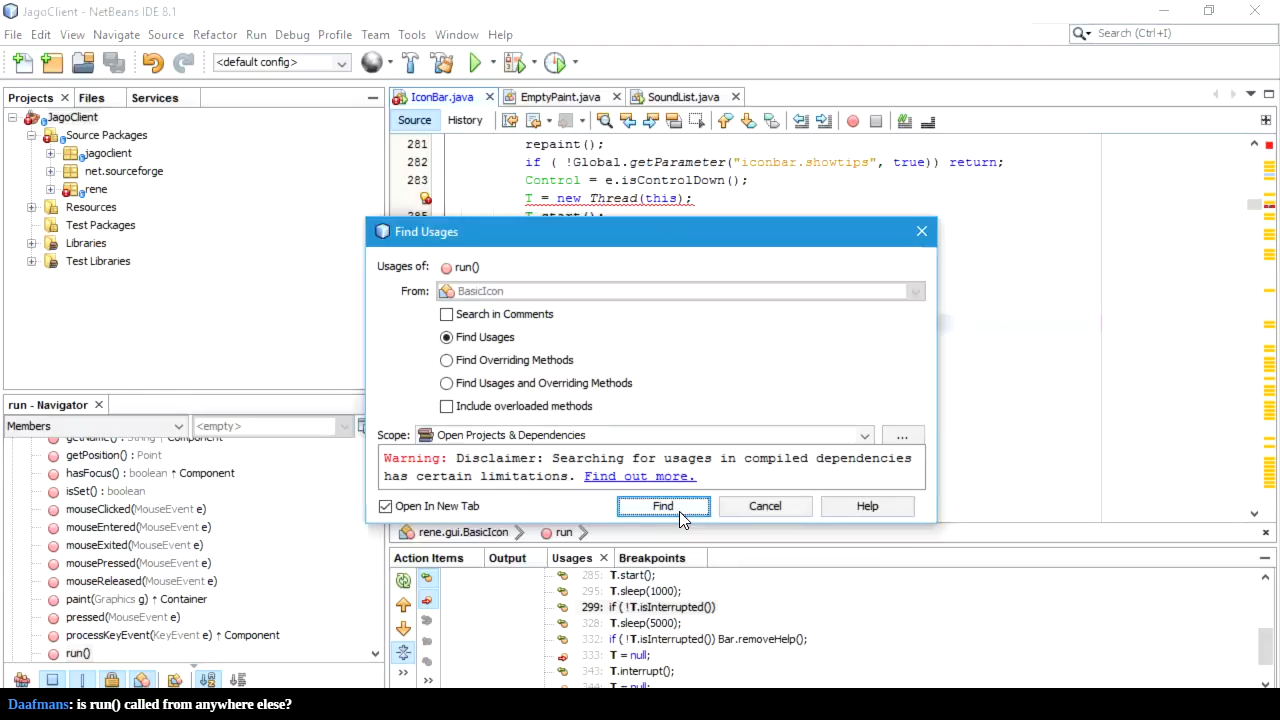 JagoClient - NetBeans IDE 8.1
File Edit View Navigate Source Refactor Run Debug Profile Team Tools Window Help
Search (Ctrl+I)
<default config>
Projects Files Services
IconBar.java EmptyPaint.java SoundList.java
JagoClient
Source Packages
jagoclient
net.sourceforge
rene
Resources
Test Packages
Libraries
Test Libraries
Source History
281 repaint();
282 if ( !Global.getParameter("iconbar.showtips", true)) return;
283 Control = e.isControlDown();
T = new Thread(this);
285 T.start();
Find Usages
Usages of: run()
From: BasicIcon
Search in Comments
Find Usages
Find Overriding Methods
Find Usages and Overriding Methods
Include overloaded methods
Scope: Open Projects & Dependencies ...
Warning: Disclaimer: Searching for usages in compiled dependencies
has certain limitations. Find out more.
Open In New Tab Find Cancel Help
run - Navigator
Members <empty>
getName() : String ↑ Component
getPosition() : Point
hasFocus() : boolean ↑ Component
isSet() : boolean
mouseClicked(MouseEvent e)
mouseEntered(MouseEvent e)
mouseExited(MouseEvent e)
mousePressed(MouseEvent e)
mouseReleased(MouseEvent e)
paint(Graphics g) ↑ Container
pressed(MouseEvent e)
processKeyEvent(KeyEvent e) ↑ Component
run()
rene.gui.BasicIcon run
Action Items Output Usages Breakpoints
285: T.start();
295: T.sleep(1000);
299: if ( !T.isInterrupted())
328: T.sleep(5000);
332: if ( !T.isInterrupted()) Bar.removeHelp();
333: T = null;
343: T.interrupt();
344: T = null;
Daafmans: is run() called from anywhere elese?